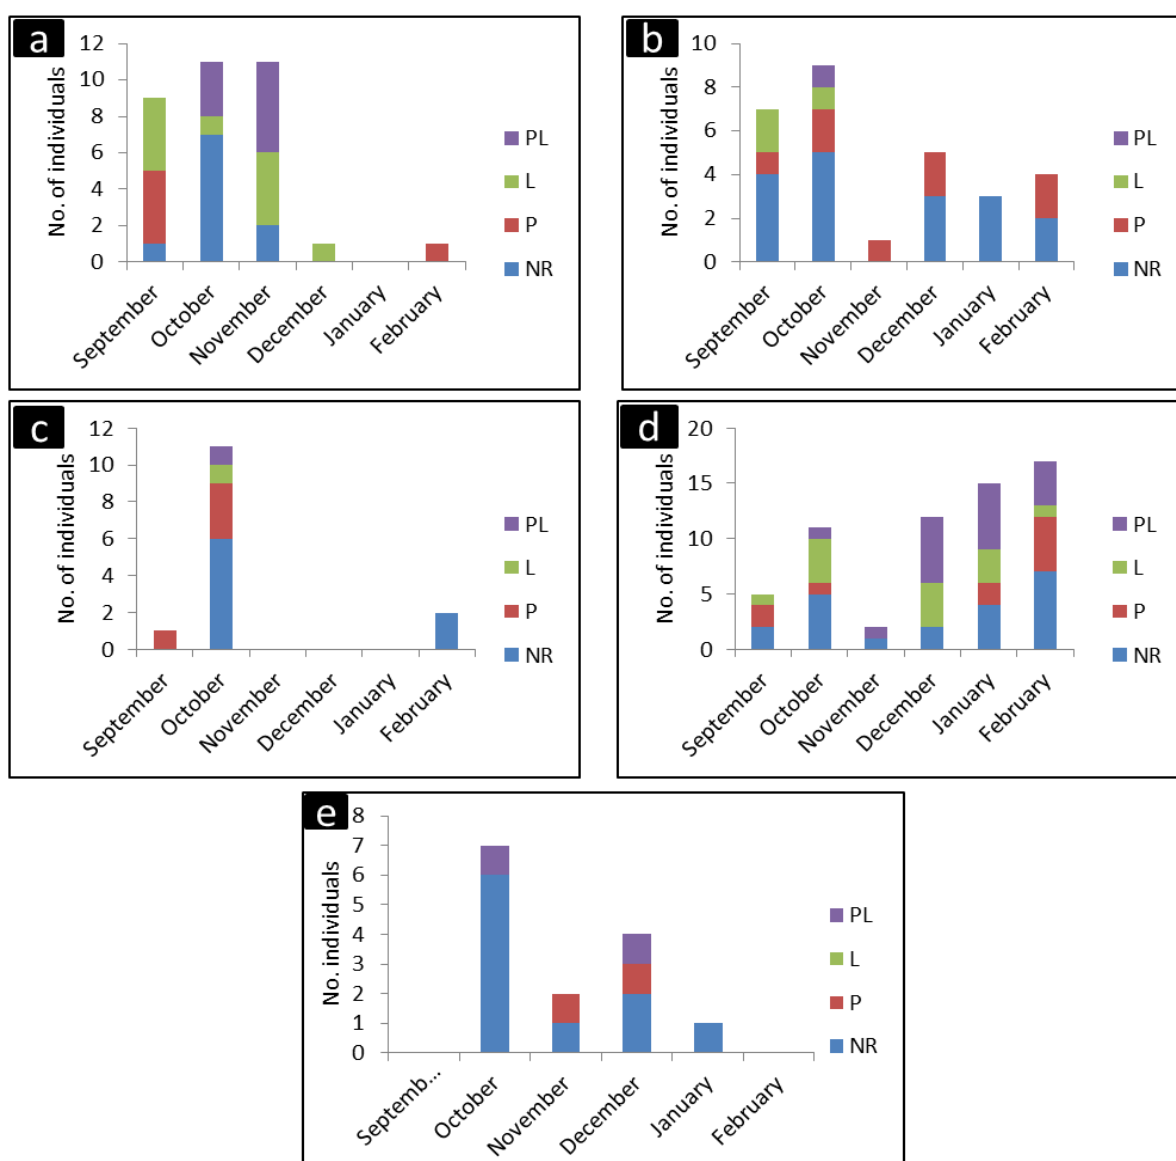 a
No. of individuals
12
10
8
6
4
2
0
September
October
November
December
January
February
PL
L
P
NR
b
No. of individuals
10
8
6
4
2
0
September
October
November
December
January
February
PL
L
P
NR
c
No. of individuals
12
10
8
6
4
2
0
September
October
November
December
January
February
PL
L
P
NR
d
No. of individuals
20
15
10
5
0
September
October
November
December
January
February
PL
L
P
NR
e
No. individuals
8
7
6
5
4
3
2
1
0
Septemb...
October
November
December
January
February
PL
L
P
NR